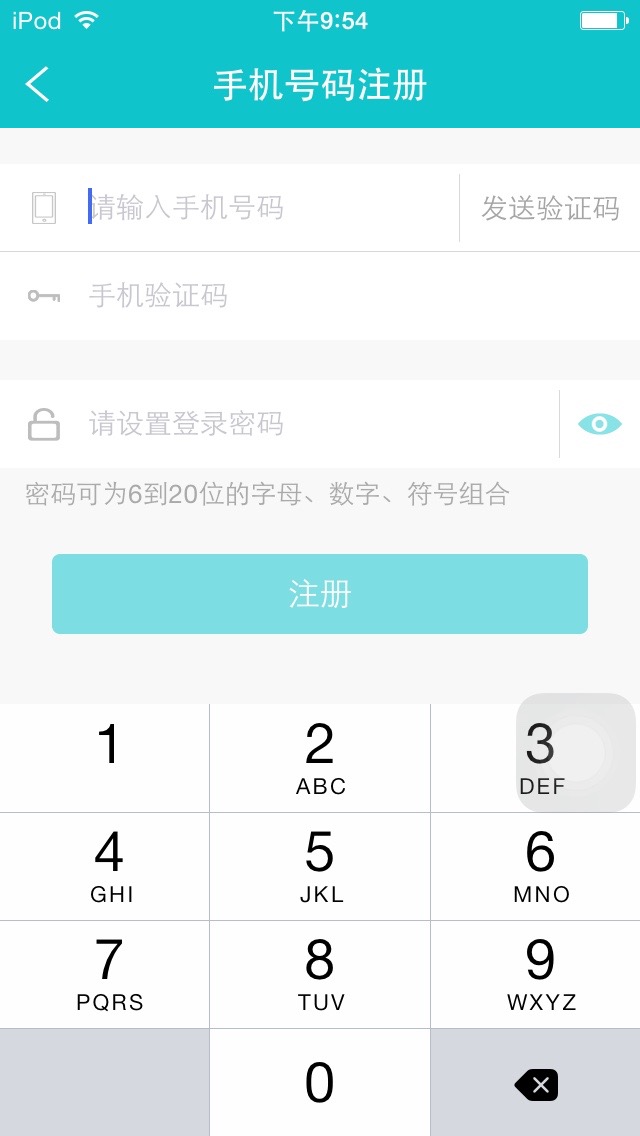 iPod 下午9:54
手机号码注册
请输入手机号码 发送验证码
手机验证码
请设置登录密码
密码可为6到20位的字母、数字、符号组合
注册
1 2 3
ABC DEF
4 5 6
GHI JKL MNO
7 8 9
PQRS TUV WXYZ
0